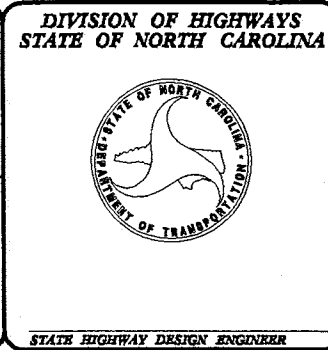 DIVISION OF HIGHWAYS
STATE OF NORTH CAROLINA
STATE OF NORTH CAROLINA
DEPARTMENT OF TRANSPORTATION
STATE HIGHWAY DESIGN ENGINEER